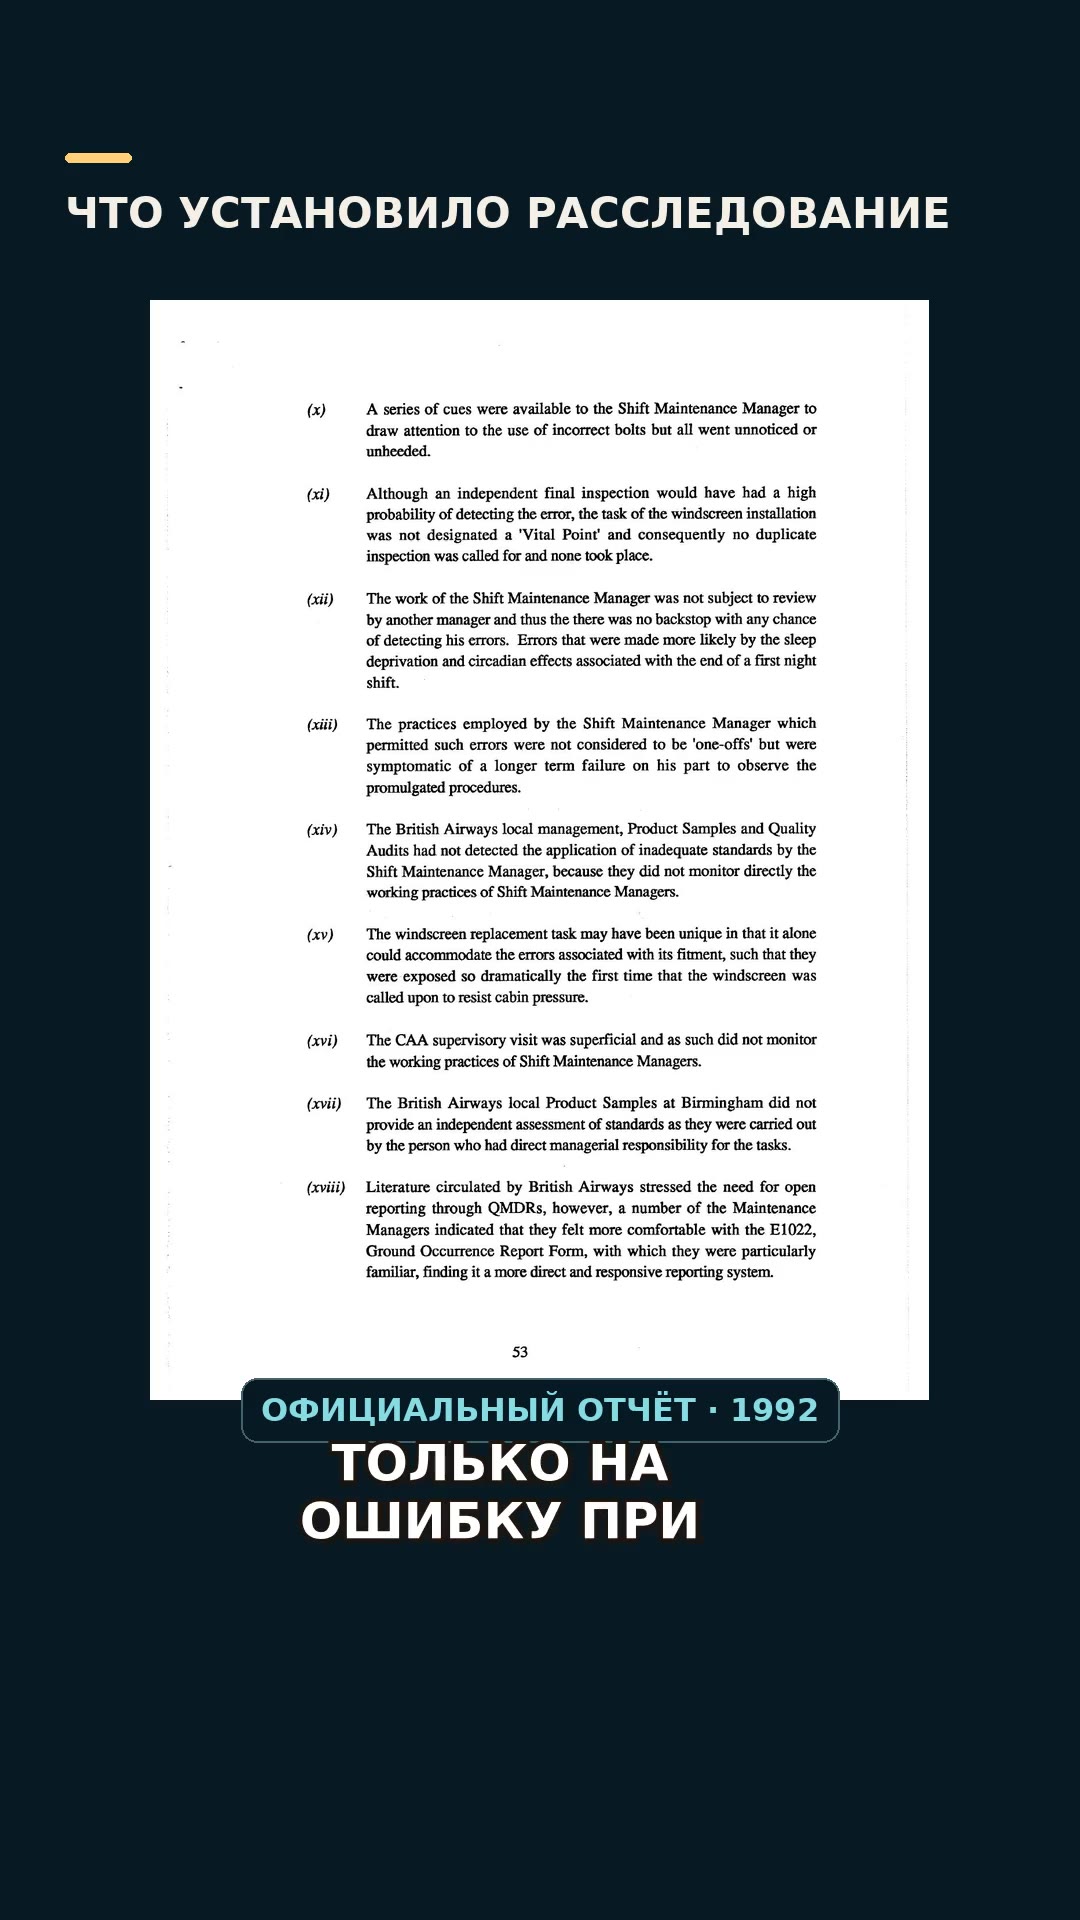 ЧТО УСТАНОВИЛО РАССЛЕДОВАНИЕ
(x) A series of cues were available to the Shift Maintenance Manager to
draw attention to the use of incorrect bolts but all went unnoticed or
unheeded.
(xi) Although an independent final inspection would have had a high
probability of detecting the error, the task of the windscreen installation
was not designated a 'Vital Point' and consequently no duplicate
inspection was called for and none took place.
(xii) The work of the Shift Maintenance Manager was not subject to review
by another manager and thus the there was no backstop with any chance
of detecting his errors. Errors that were made more likely by the sleep
deprivation and circadian effects associated with the end of a first night
shift.
(xiii) The practices employed by the Shift Maintenance Manager which
permitted such errors were not considered to be 'one-offs' but were
symptomatic of a longer term failure on his part to observe the
promulgated procedures.
(xiv) The British Airways local management, Product Samples and Quality
Audits had not detected the application of inadequate standards by the
Shift Maintenance Manager, because they did not monitor directly the
working practices of Shift Maintenance Managers.
(xv) The windscreen replacement task may have been unique in that it alone
could accommodate the errors associated with its fitment, such that they
were exposed so dramatically the first time that the windscreen was
called upon to resist cabin pressure.
(xvi) The CAA supervisory visit was superficial and as such did not monitor
the working practices of Shift Maintenance Managers.
(xvii) The British Airways local Product Samples at Birmingham did not
provide an independent assessment of standards as they were carried out
by the person who had direct managerial responsibility for the tasks.
(xviii) Literature circulated by British Airways stressed the need for open
reporting through QMDRs, however, a number of the Maintenance
Managers indicated that they felt more comfortable with the E1022,
Ground Occurrence Report Form, with which they were particularly
familiar, finding it a more direct and responsive reporting system.
53
ОФИЦИАЛЬНЫЙ ОТЧЁТ · 1992
ТОЛЬКО НА
ОШИБКУ ПРИ